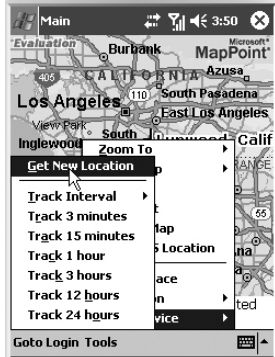 Main 3:50
Evaluation
Burbank
Microsoft®
MapPoint®
Azusa
405
CALIFORNIA
Los Angeles
110
South Pasadena
East Los Angeles
View Park
South
Inglewood
Calif
Zoom To
Get New Location
ORANGE
Track Interval
Track 3 minutes
55
Track 15 minutes
Track 1 hour
Location
Track 3 hours
Track 12 hours
Track 24 hours
Goto Login Tools